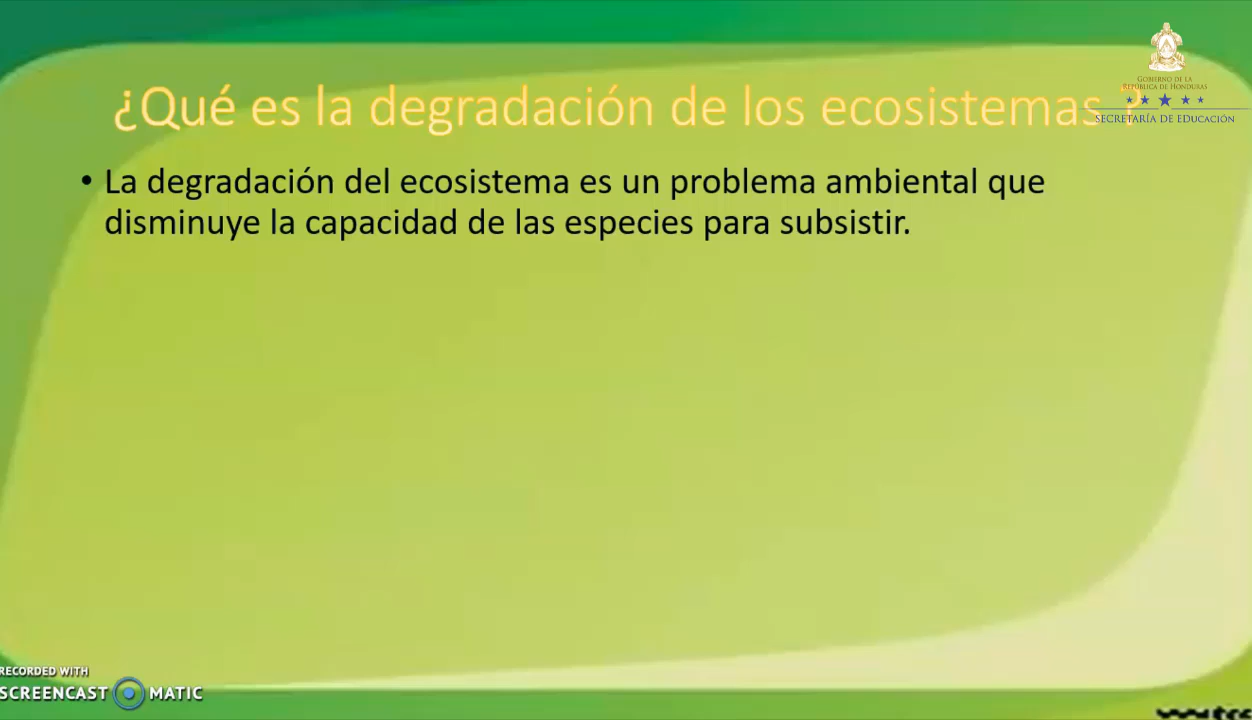 GOBIERNO DE LA
REPÚBLICA DE HONDURAS
SECRETARÍA DE EDUCACIÓN
¿Qué es la degradación de los ecosistemas ?
• La degradación del ecosistema es un problema ambiental que
disminuye la capacidad de las especies para subsistir.
RECORDED WITH
SCREENCAST MATIC